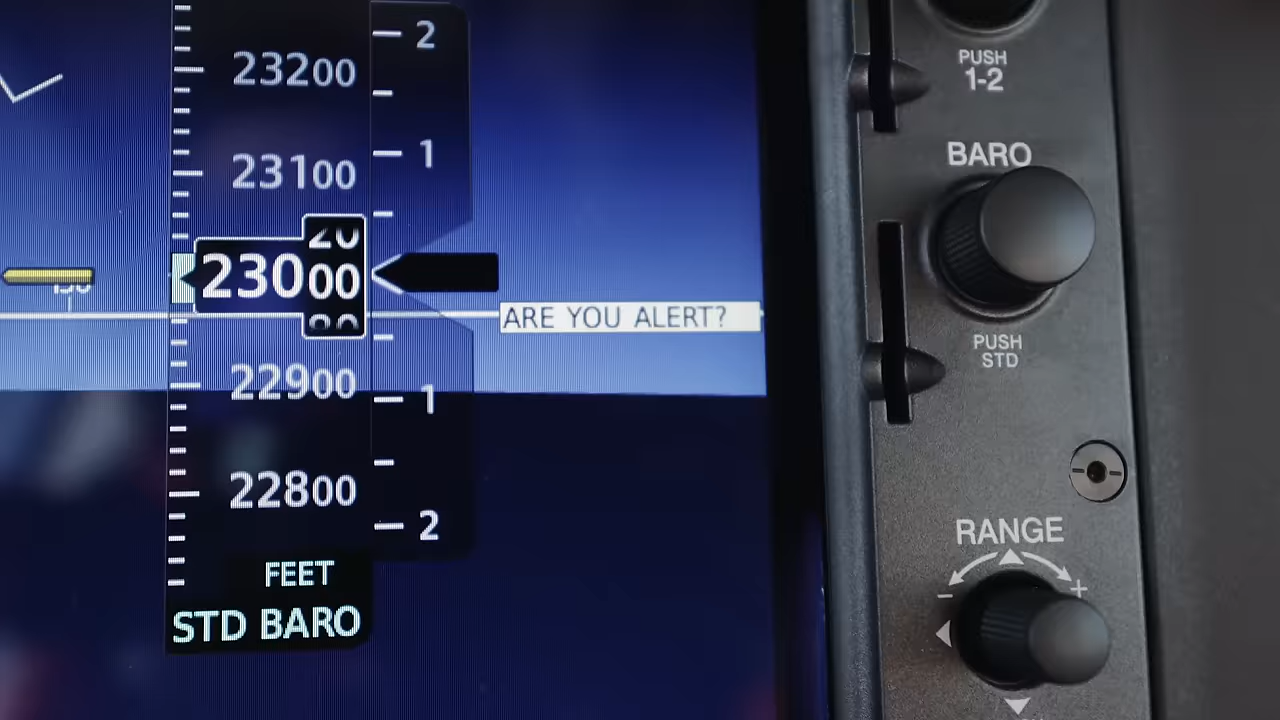 2
23200
1
23100
20
23000
ARE YOU ALERT?
22900
1
22800
2
FEET
STD BARO
PUSH
1-2
BARO
PUSH
STD
RANGE
- +